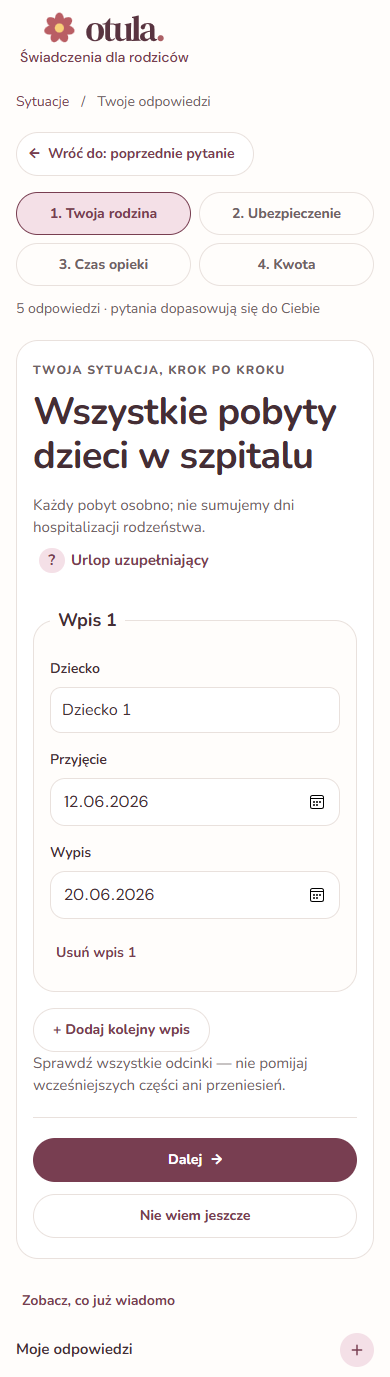 otula.
Świadczenia dla rodziców
Sytuacje / Twoje odpowiedzi
← Wróć do: poprzednie pytanie
1. Twoja rodzina
2. Ubezpieczenie
3. Czas opieki
4. Kwota
5 odpowiedzi · pytania dopasowują się do Ciebie
TWOJA SYTUACJA, KROK PO KROKU
Wszystkie pobyty
dzieci w szpitalu
Każdy pobyt osobno; nie sumujemy dni
hospitalizacji rodzeństwa.
? Urlop uzupełniający
Wpis 1
Dziecko
Dziecko 1
Przyjęcie
12.06.2026
Wypis
20.06.2026
Usuń wpis 1
+ Dodaj kolejny wpis
Sprawdź wszystkie odcinki — nie pomijaj
wcześniejszych części ani przeniesień.
Dalej →
Nie wiem jeszcze
Zobacz, co już wiadomo
Moje odpowiedzi +